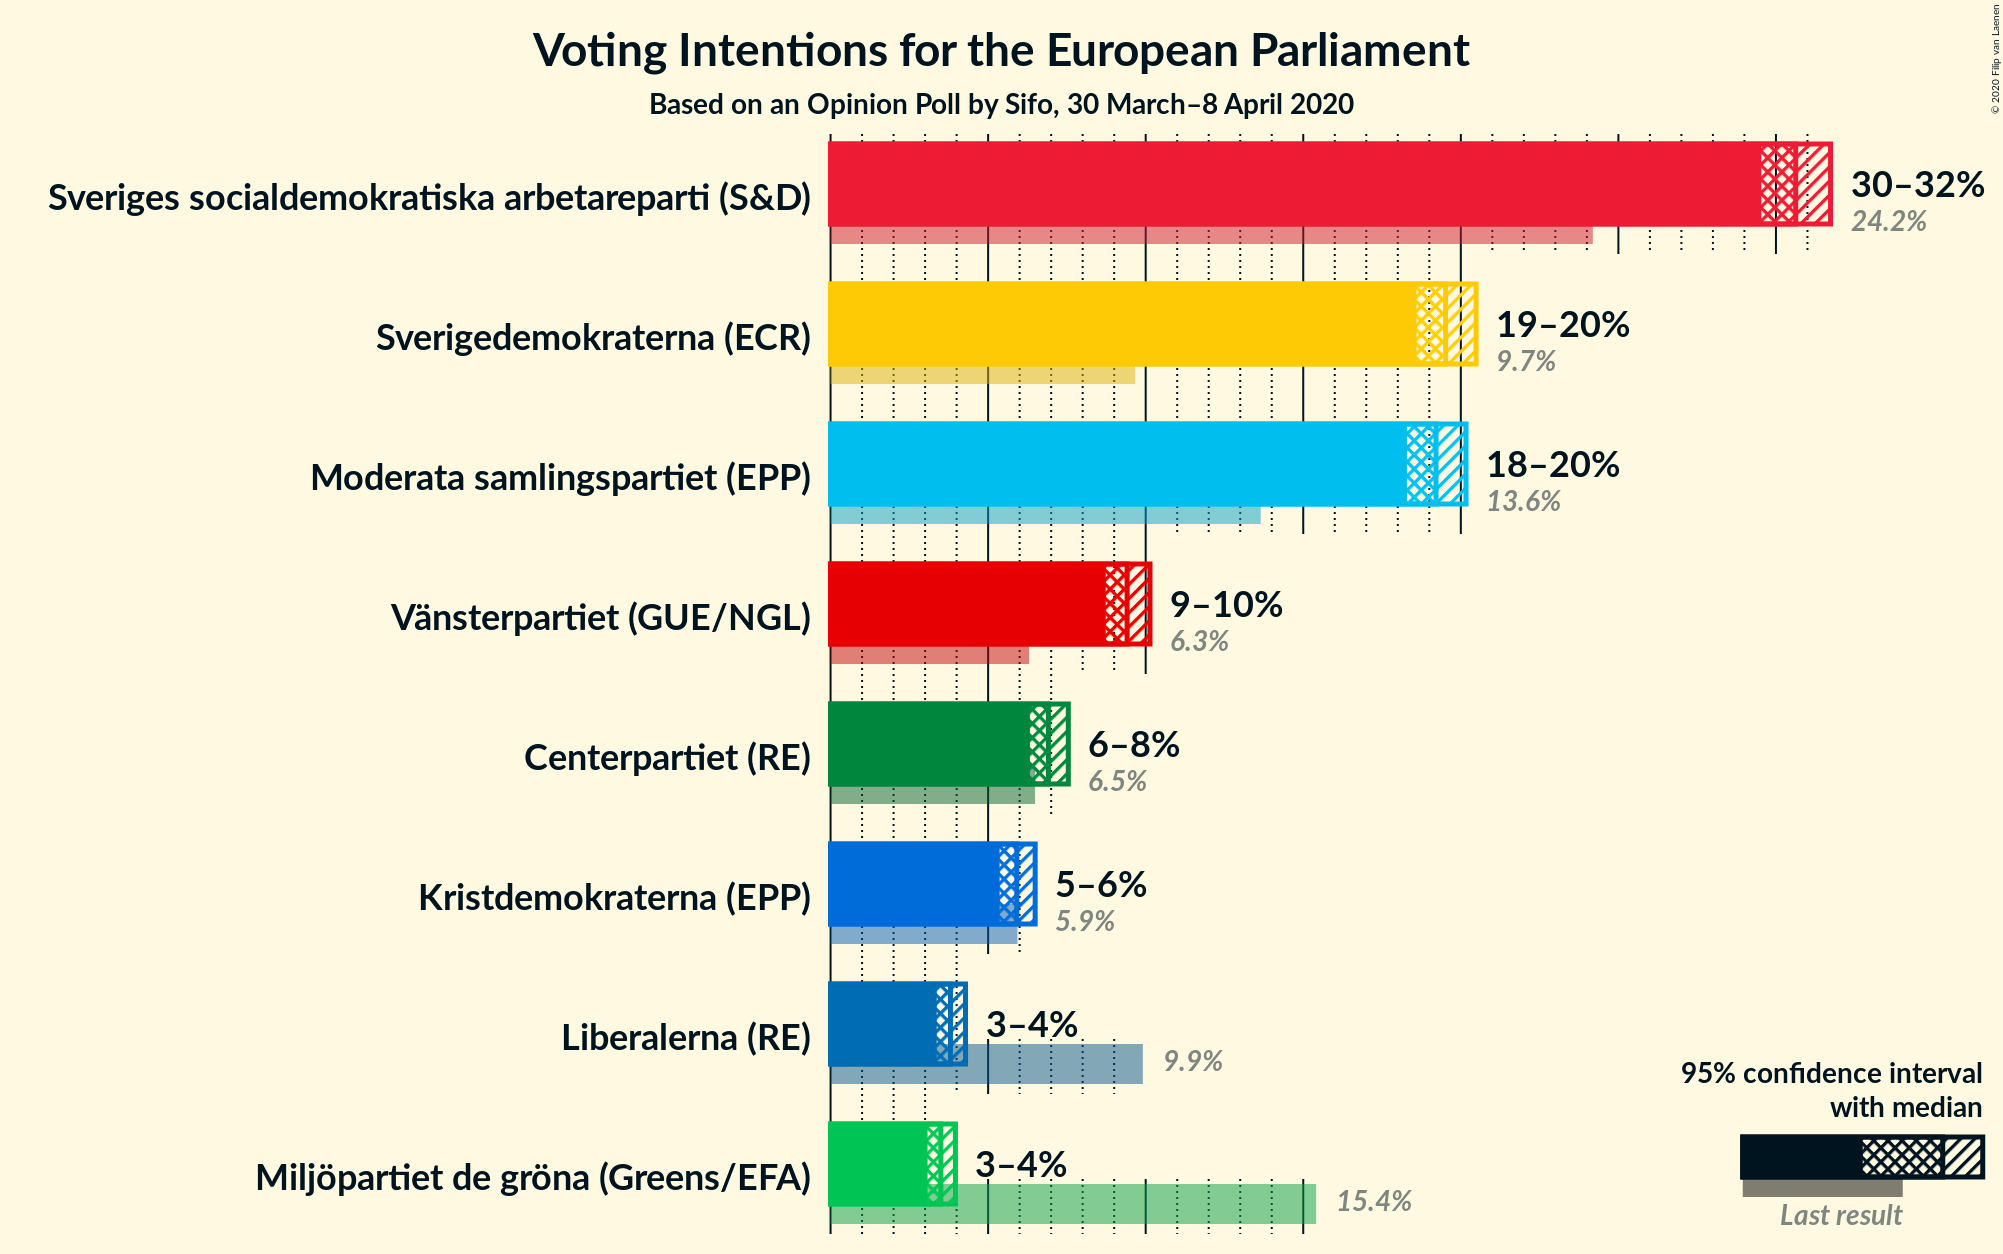 Voting Intentions for the European Parliament
Based on an Opinion Poll by Sifo, 30 March–8 April 2020
© 2020 Filip van Laenen
Sveriges socialdemokratiska arbetareparti (S&D)
30–32%
24.2%
Sverigedemokraterna (ECR)
19–20%
9.7%
Moderata samlingspartiet (EPP)
18–20%
13.6%
Vänsterpartiet (GUE/NGL)
9–10%
6.3%
Centerpartiet (RE)
6–8%
6.5%
Kristdemokraterna (EPP)
5–6%
5.9%
Liberalerna (RE)
3–4%
9.9%
Miljöpartiet de gröna (Greens/EFA)
3–4%
15.4%
95% confidence interval
with median
Last result